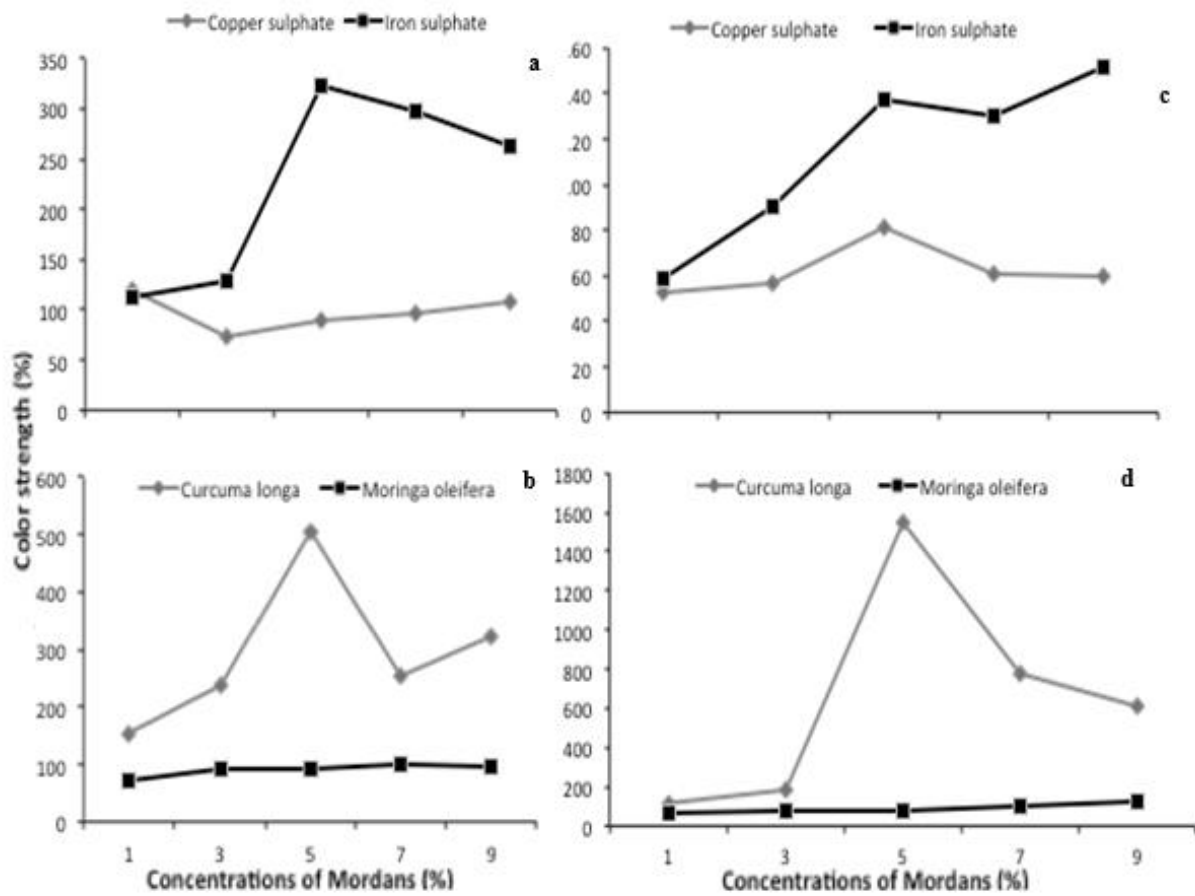 Copper sulphate Iron sulphate
a
350
300
250
200
150
100
50
0
Copper sulphate Iron sulphate
c
.60
.40
.20
.00
80
60
40
20
0
Color strength (%)
Curcuma longa Moringa oleifera
b
600
500
400
300
200
100
0
1 3 5 7 9
Concentrations of Mordans (%)
Curcuma longa Moringa oleifera
d
1800
1600
1400
1200
1000
800
600
400
200
0
1 3 5 7 9
Concentrations of Mordans (%)